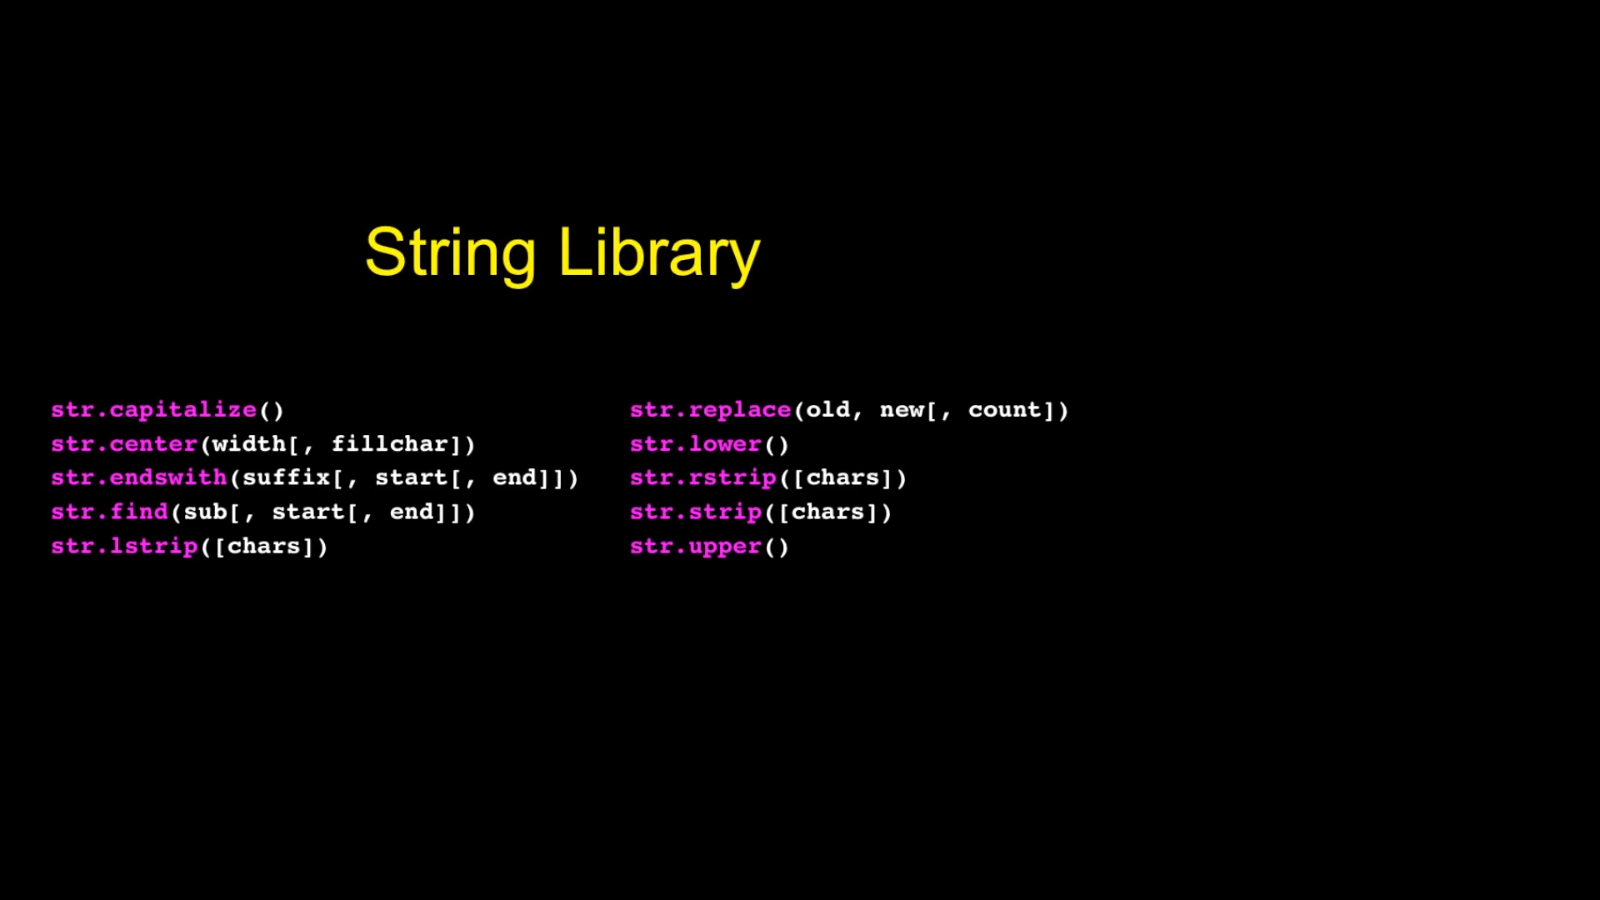 String Library
str.capitalize()
str.center(width[, fillchar])
str.endswith(suffix[, start[, end]])
str.find(sub[, start[, end]])
str.lstrip([chars])
str.replace(old, new[, count])
str.lower()
str.rstrip([chars])
str.strip([chars])
str.upper()